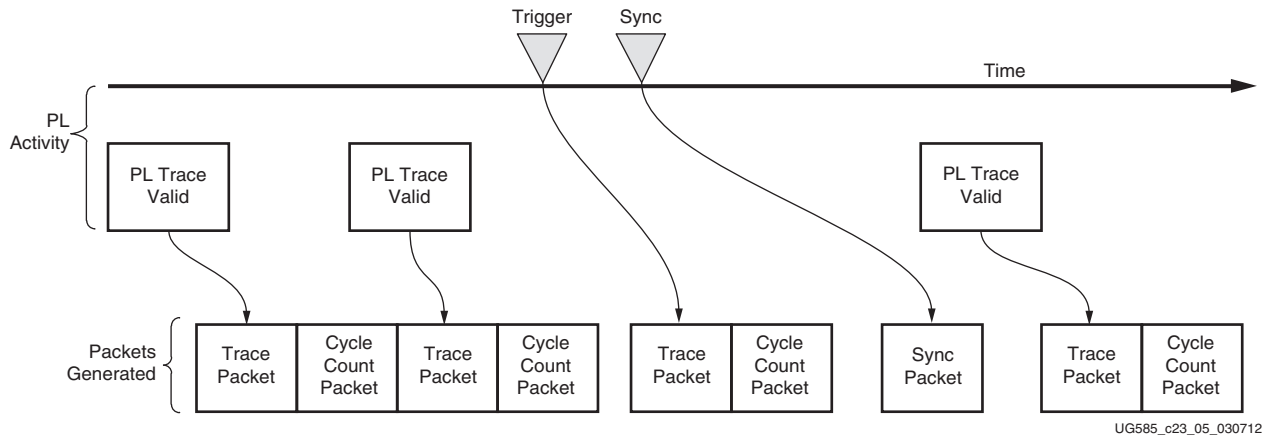 Trigger
Sync
Time
PL
Activity
PL Trace
Valid
PL Trace
Valid
PL Trace
Valid
Packets
Generated
Trace
Packet
Cycle
Count
Packet
Trace
Packet
Cycle
Count
Packet
Trace
Packet
Cycle
Count
Packet
Sync
Packet
Trace
Packet
Cycle
Count
Packet
UG585_c23_05_030712